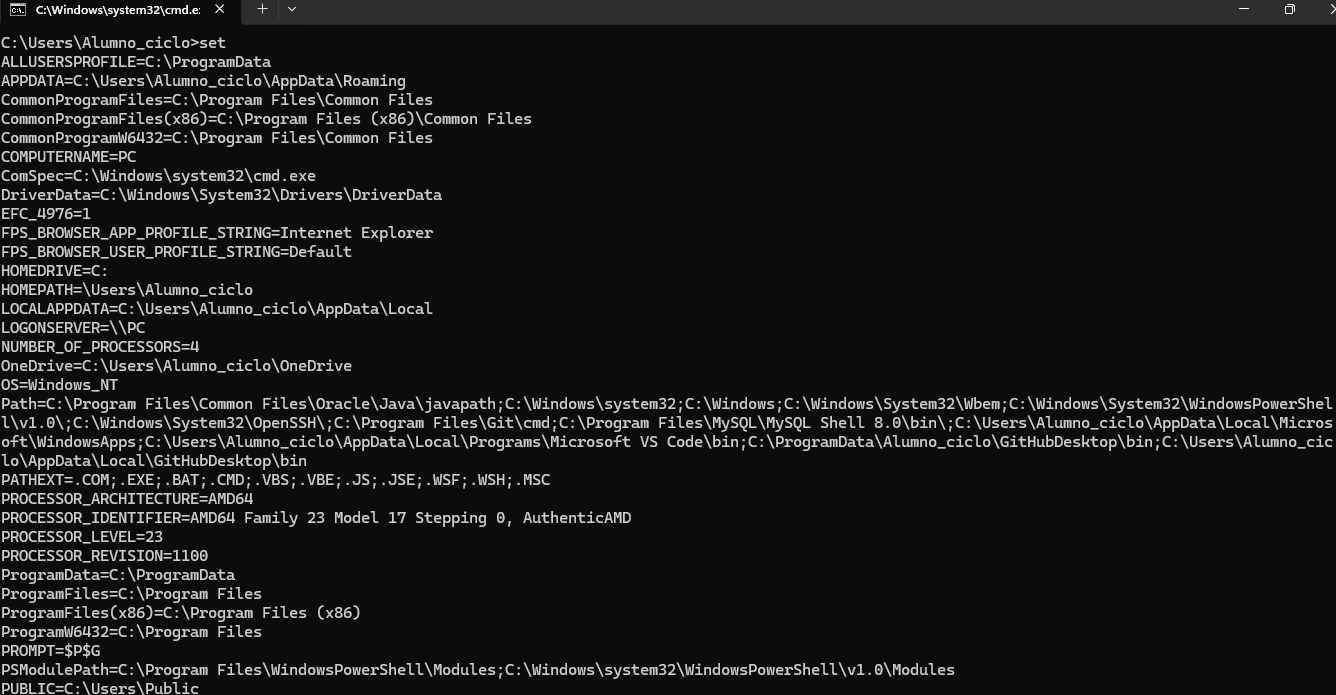 C:\Windows\system32\cmd.e:
C:\Users\Alumno_ciclo>set
ALLUSERSPROFILE=C:\ProgramData
APPDATA=C:\Users\Alumno_ciclo\AppData\Roaming
CommonProgramFiles=C:\Program Files\Common Files
CommonProgramFiles(x86)=C:\Program Files (x86)\Common Files
CommonProgramW6432=C:\Program Files\Common Files
COMPUTERNAME=PC
ComSpec=C:\Windows\system32\cmd.exe
DriverData=C:\Windows\System32\Drivers\DriverData
EFC_4976=1
FPS_BROWSER_APP_PROFILE_STRING=Internet Explorer
FPS_BROWSER_USER_PROFILE_STRING=Default
HOMEDRIVE=C:
HOMEPATH=\Users\Alumno_ciclo
LOCALAPPDATA=C:\Users\Alumno_ciclo\AppData\Local
LOGONSERVER=\\PC
NUMBER_OF_PROCESSORS=4
OneDrive=C:\Users\Alumno_ciclo\OneDrive
OS=Windows_NT
Path=C:\Program Files\Common Files\Oracle\Java\javapath;C:\Windows\system32;C:\Windows;C:\Windows\System32\Wbem;C:\Windows\System32\WindowsPowerShel
l\v1.0\;C:\Windows\System32\OpenSSH\;C:\Program Files\Git\cmd;C:\Program Files\MySQL\MySQL Shell 8.0\bin\;C:\Users\Alumno_ciclo\AppData\Local\Micros
oft\WindowsApps;C:\Users\Alumno_ciclo\AppData\Local\Programs\Microsoft VS Code\bin;C:\ProgramData\Alumno_ciclo\GitHubDesktop\bin;C:\Users\Alumno_cic
lo\AppData\Local\GitHubDesktop\bin
PATHEXT=.COM;.EXE;.BAT;.CMD;.VBS;.VBE;.JS;.JSE;.WSF;.WSH;.MSC
PROCESSOR_ARCHITECTURE=AMD64
PROCESSOR_IDENTIFIER=AMD64 Family 23 Model 17 Stepping 0, AuthenticAMD
PROCESSOR_LEVEL=23
PROCESSOR_REVISION=1100
ProgramData=C:\ProgramData
ProgramFiles=C:\Program Files
ProgramFiles(x86)=C:\Program Files (x86)
ProgramW6432=C:\Program Files
PROMPT=$P$G
PSModulePath=C:\Program Files\WindowsPowerShell\Modules;C:\Windows\system32\WindowsPowerShell\v1.0\Modules
PUBLIC=C:\Users\Public